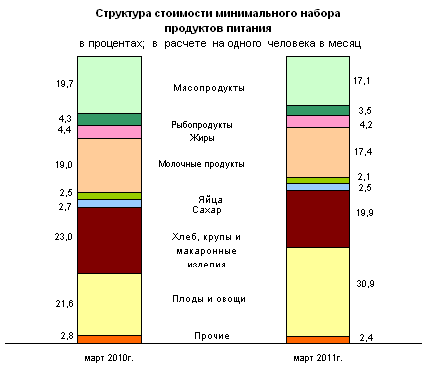 Структура стоимости минимального набора
продуктов питания
в процентах; в расчете на одного человека в месяц
19,7
Мясопродукты
17,1
4,3
Рыбопродукты
3,5
4,4
Жиры
4,2
19,0
Молочные продукты
17,4
2,5
Яйца
2,1
2,7
Сахар
2,5
23,0
Хлеб, крупы и
макаронные
изделия
19,9
21,6
Плоды и овощи
30,9
2,8
Прочие
2,4
март 2010г.
март 2011г.